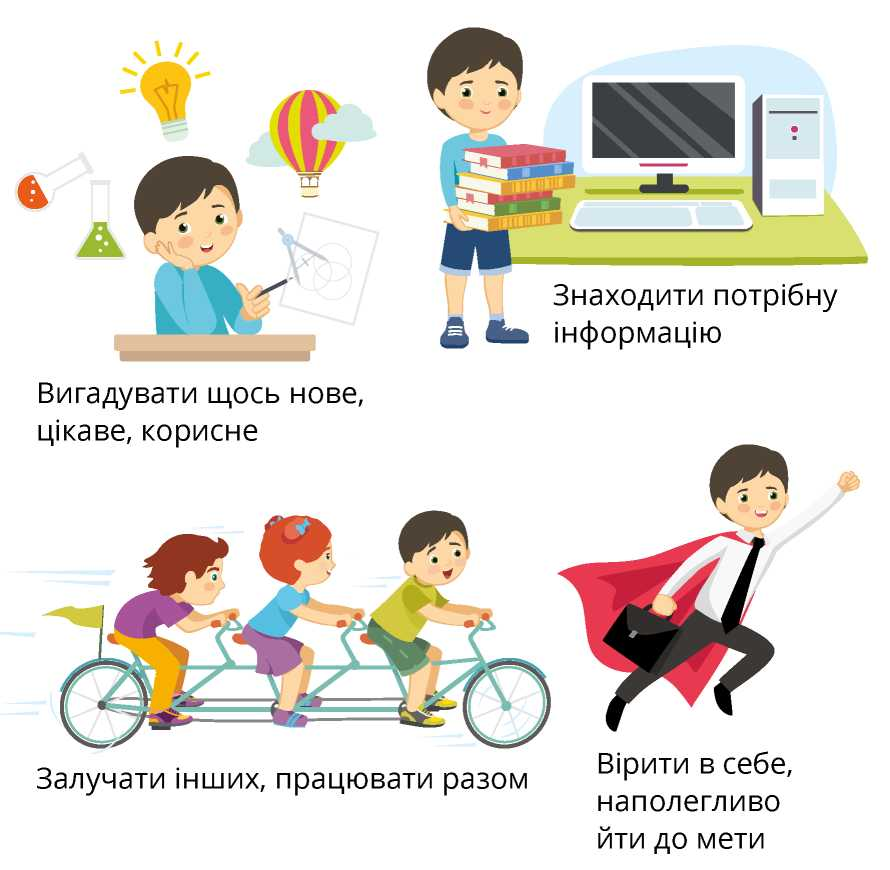 Знаходити потрібну
інформацію
Вигадувати щось нове,
цікаве, корисне
Залучати інших, працювати разом
Вірити в себе,
наполегливо
йти до мети